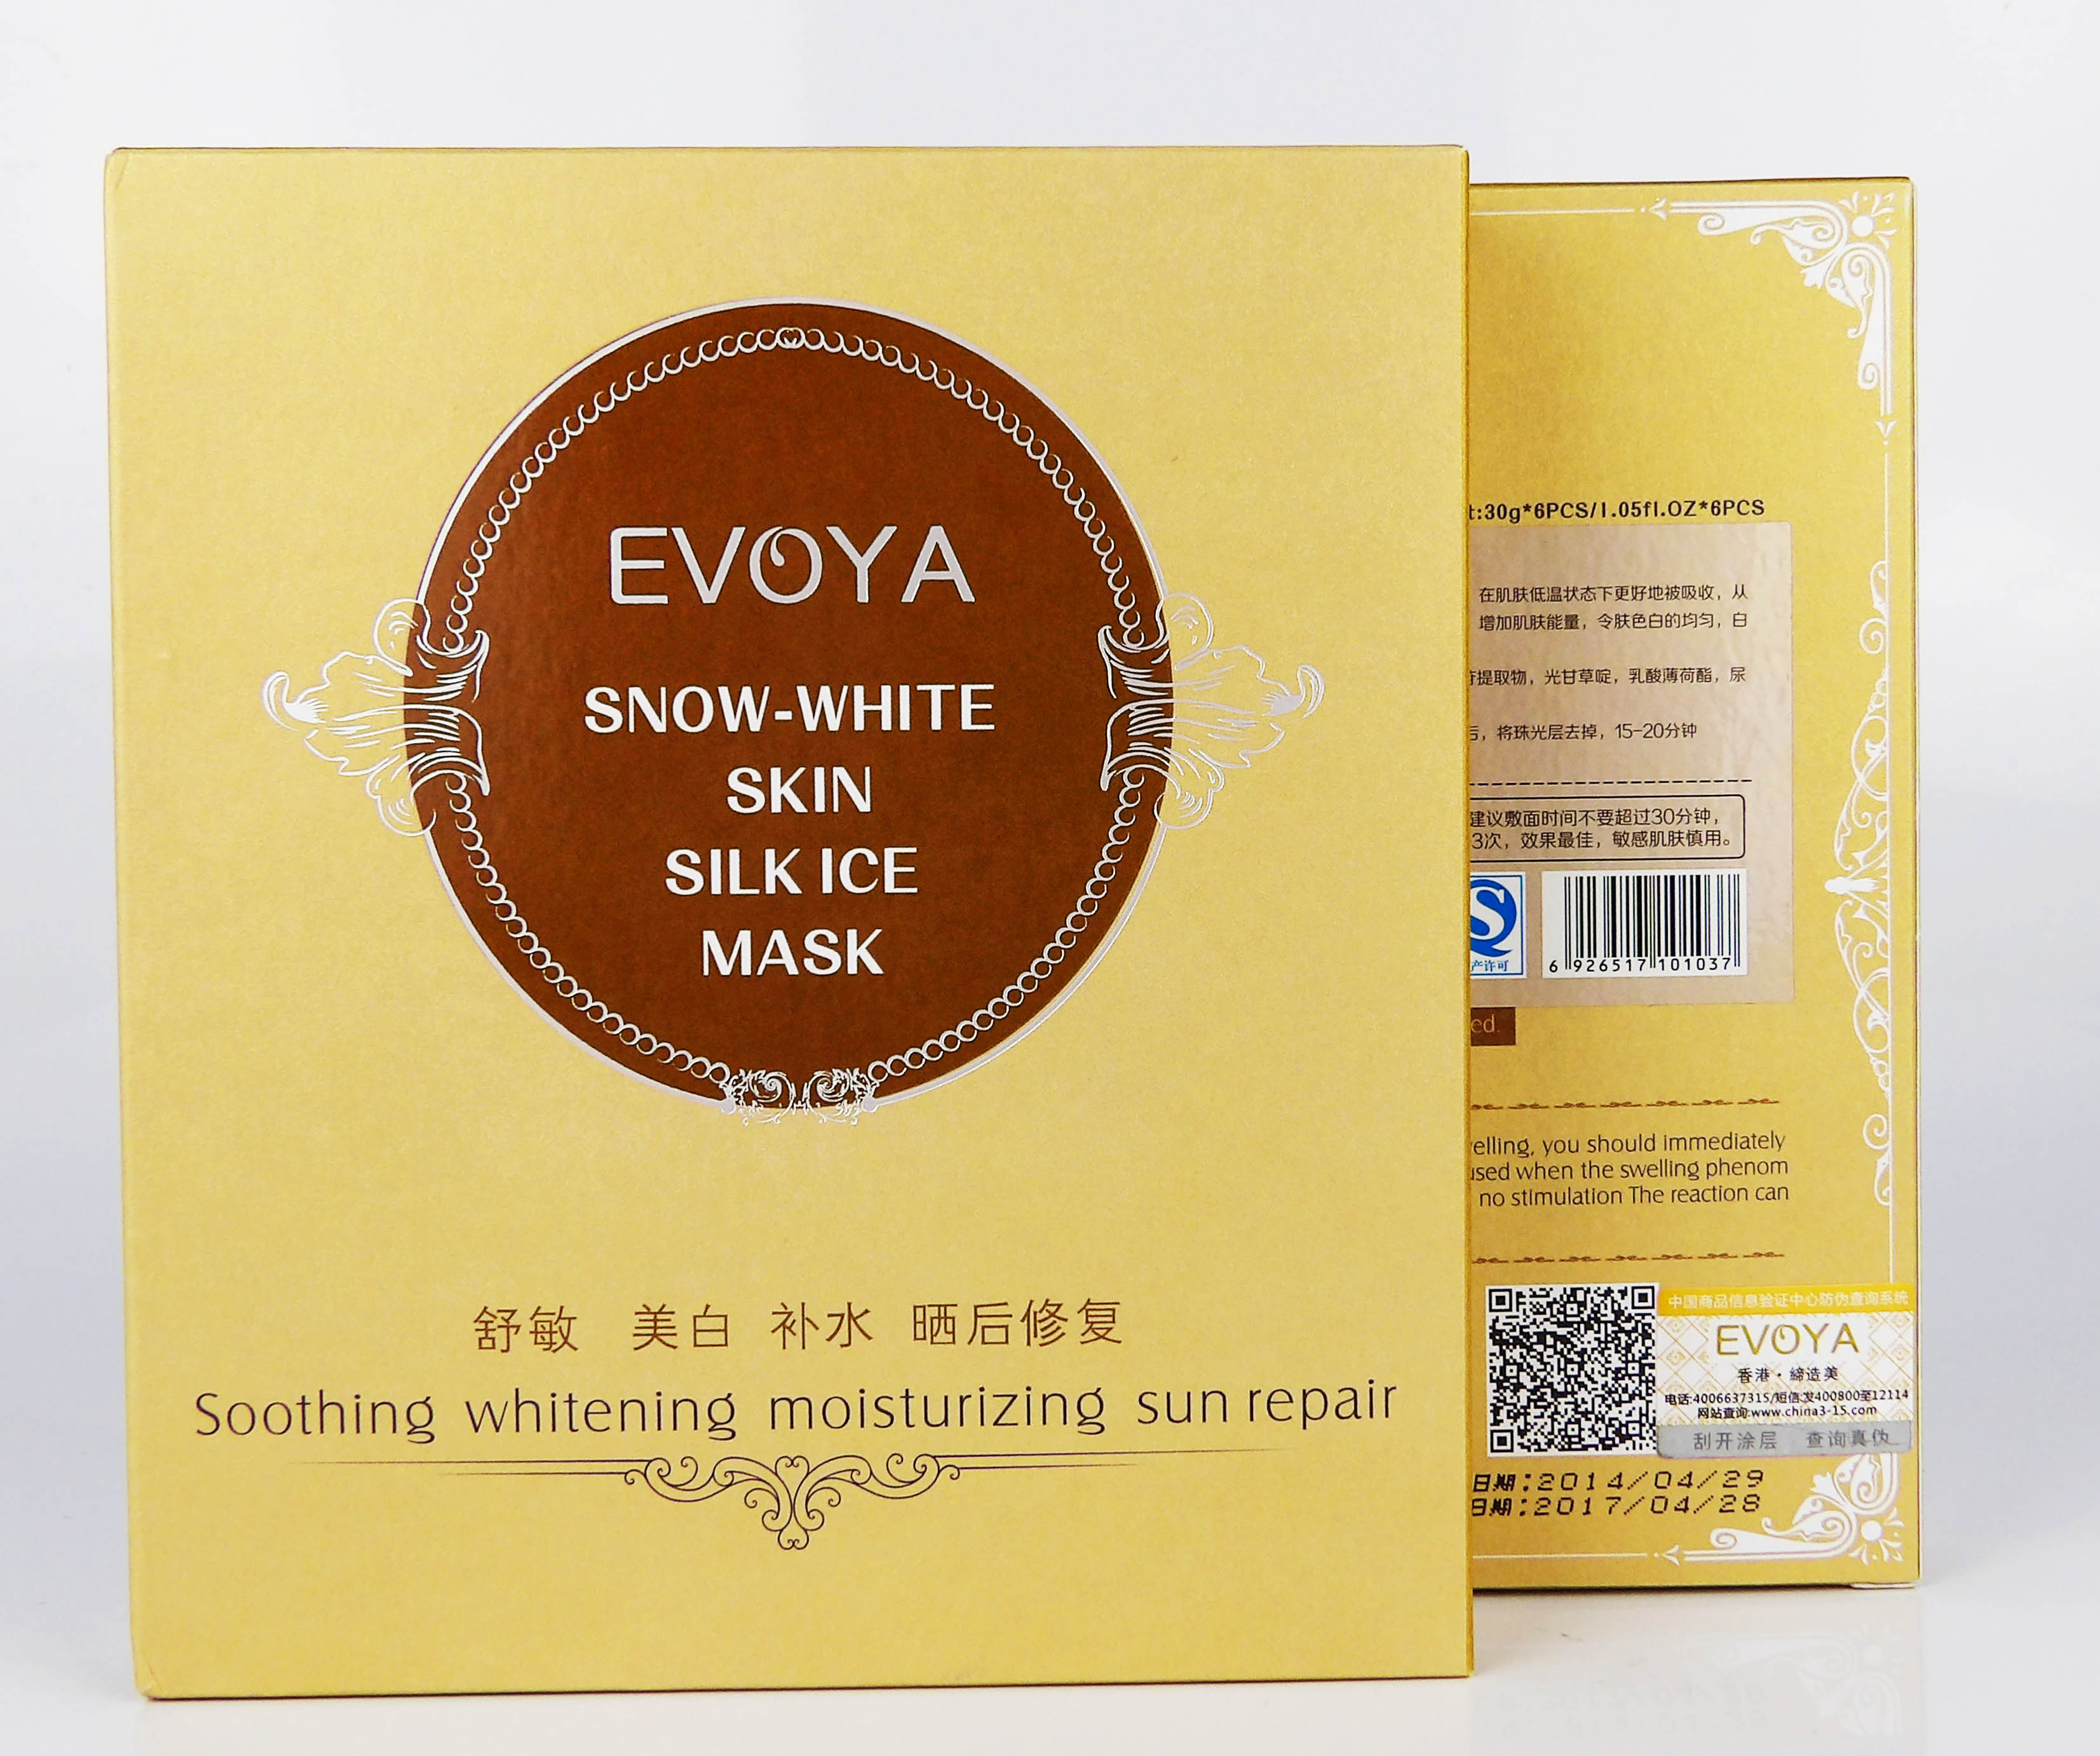 EVOYA
SNOW-WHITE
SKIN
SILK ICE
MASK
舒敏 美白 补水 晒后修复
Soothing whitening moisturizing sun repair
t:30g*6PCS/1.05fl.OZ*6PCS
在肌肤低温状态下更好地被吸收，从
增加肌肤能量，令肤色白的均匀，白
提取物，光甘草啶，乳酸薄荷酯，尿
，将珠光层去掉，15-20分钟
建议敷面时间不要超过30分钟，
3次，效果最佳，敏感肌肤慎用。
产许可
6 926517 101037
ed.
elling, you should immediately
used when the swelling phenom
no stimulation The reaction can
中国商品信息验证中心防伪查询系统
EVOYA
香港·締造美
电话:4006637315/短信:发400800至12114
网站查询:www.china3-15.com
刮开涂层 查询真伪
日期:2014/04/29
日期:2017/04/28